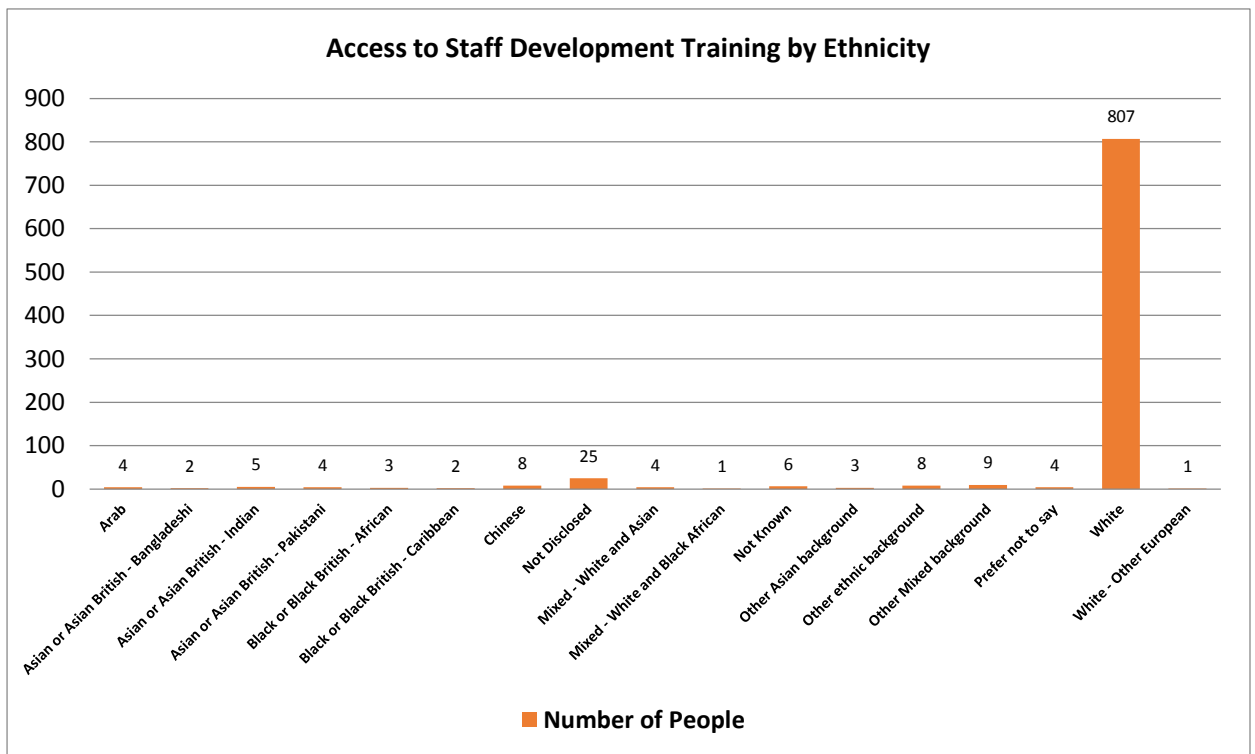 Access to Staff Development Training by Ethnicity
900
800
700
600
500
400
300
200
100
0
4
2
5
4
3
2
8
25
4
1
6
3
8
9
4
807
1
Arab
Asian or Asian British - Bangladeshi
Asian or Asian British - Indian
Asian or Asian British - Pakistani
Black or Black British - African
Black or Black British - Caribbean
Chinese
Not Disclosed
Mixed - White and Asian
Mixed - White and Black African
Not Known
Other Asian background
Other ethnic background
Other Mixed background
Prefer not to say
White
White - Other European
Number of People